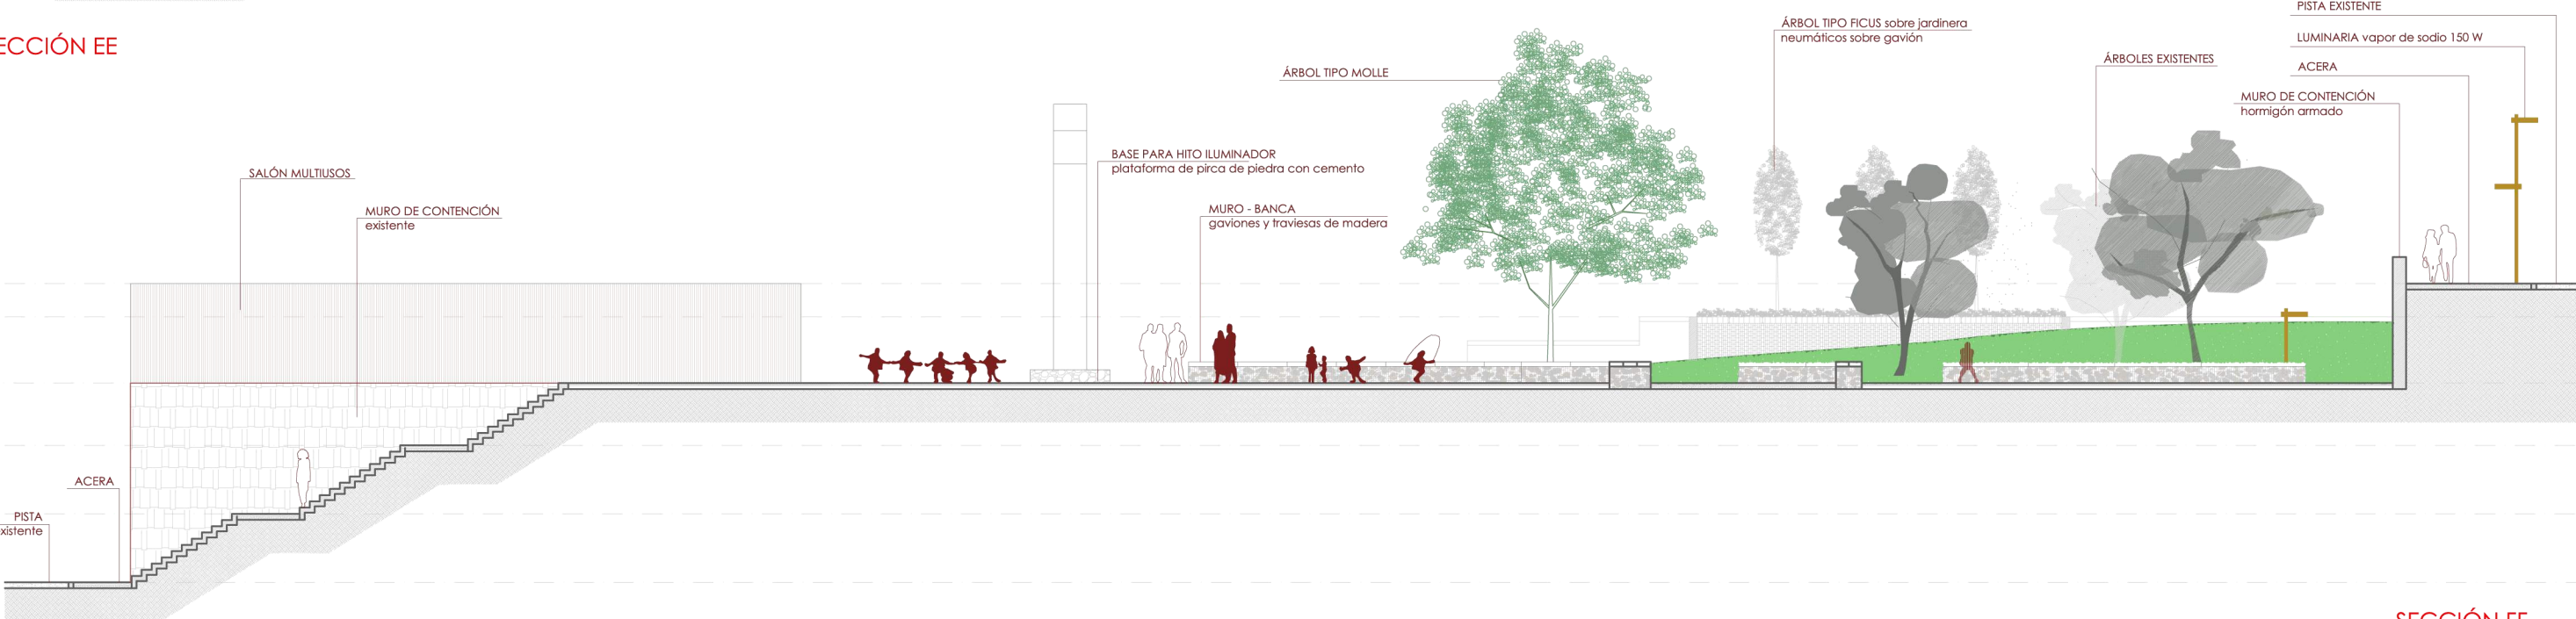 ECCIÓN EE
SALÓN MULTIUSOS
MURO DE CONTENCIÓN
existente
ACERA
PISTA
xistente
BASE PARA HITO ILUMINADOR
plataforma de pirca de piedra con cemento
MURO - BANCA
gaviones y traviesas de madera
ÁRBOL TIPO MOLLE
ÁRBOL TIPO FICUS sobre jardinera
neumáticos sobre gavión
ÁRBOLES EXISTENTES
PISTA EXISTENTE
LUMINARIA vapor de sodio 150 W
ACERA
MURO DE CONTENCIÓN
hormigón armado